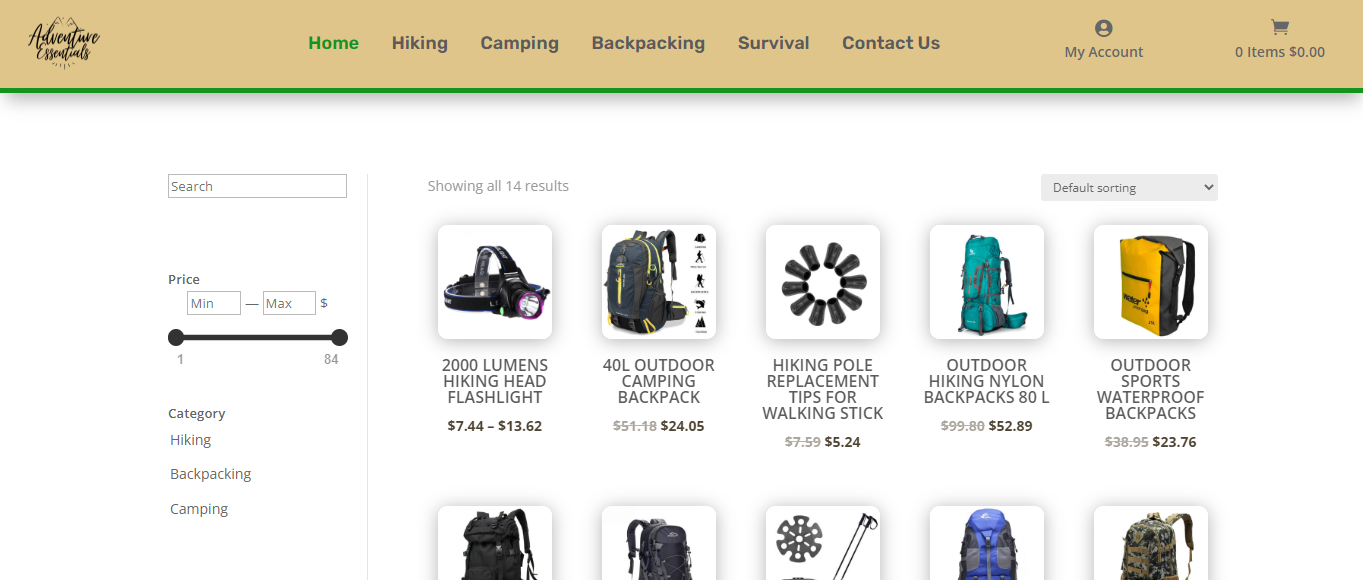 Adventure
Essentials
Home
Hiking
Camping
Backpacking
Survival
Contact Us
My Account
0 Items $0.00
Search
Showing all 14 results
Default sorting
Price
Min — Max $
1
84
Category
Hiking
Backpacking
Camping
2000 LUMENS
HIKING HEAD
FLASHLIGHT
$7.44 – $13.62
40L OUTDOOR
CAMPING
BACKPACK
$51.18 $24.05
HIKING POLE
REPLACEMENT
TIPS FOR
WALKING STICK
$7.59 $5.24
OUTDOOR
HIKING NYLON
BACKPACKS 80 L
$99.80 $52.89
water
OUTDOOR
SPORTS
WATERPROOF
BACKPACKS
$38.95 $23.76